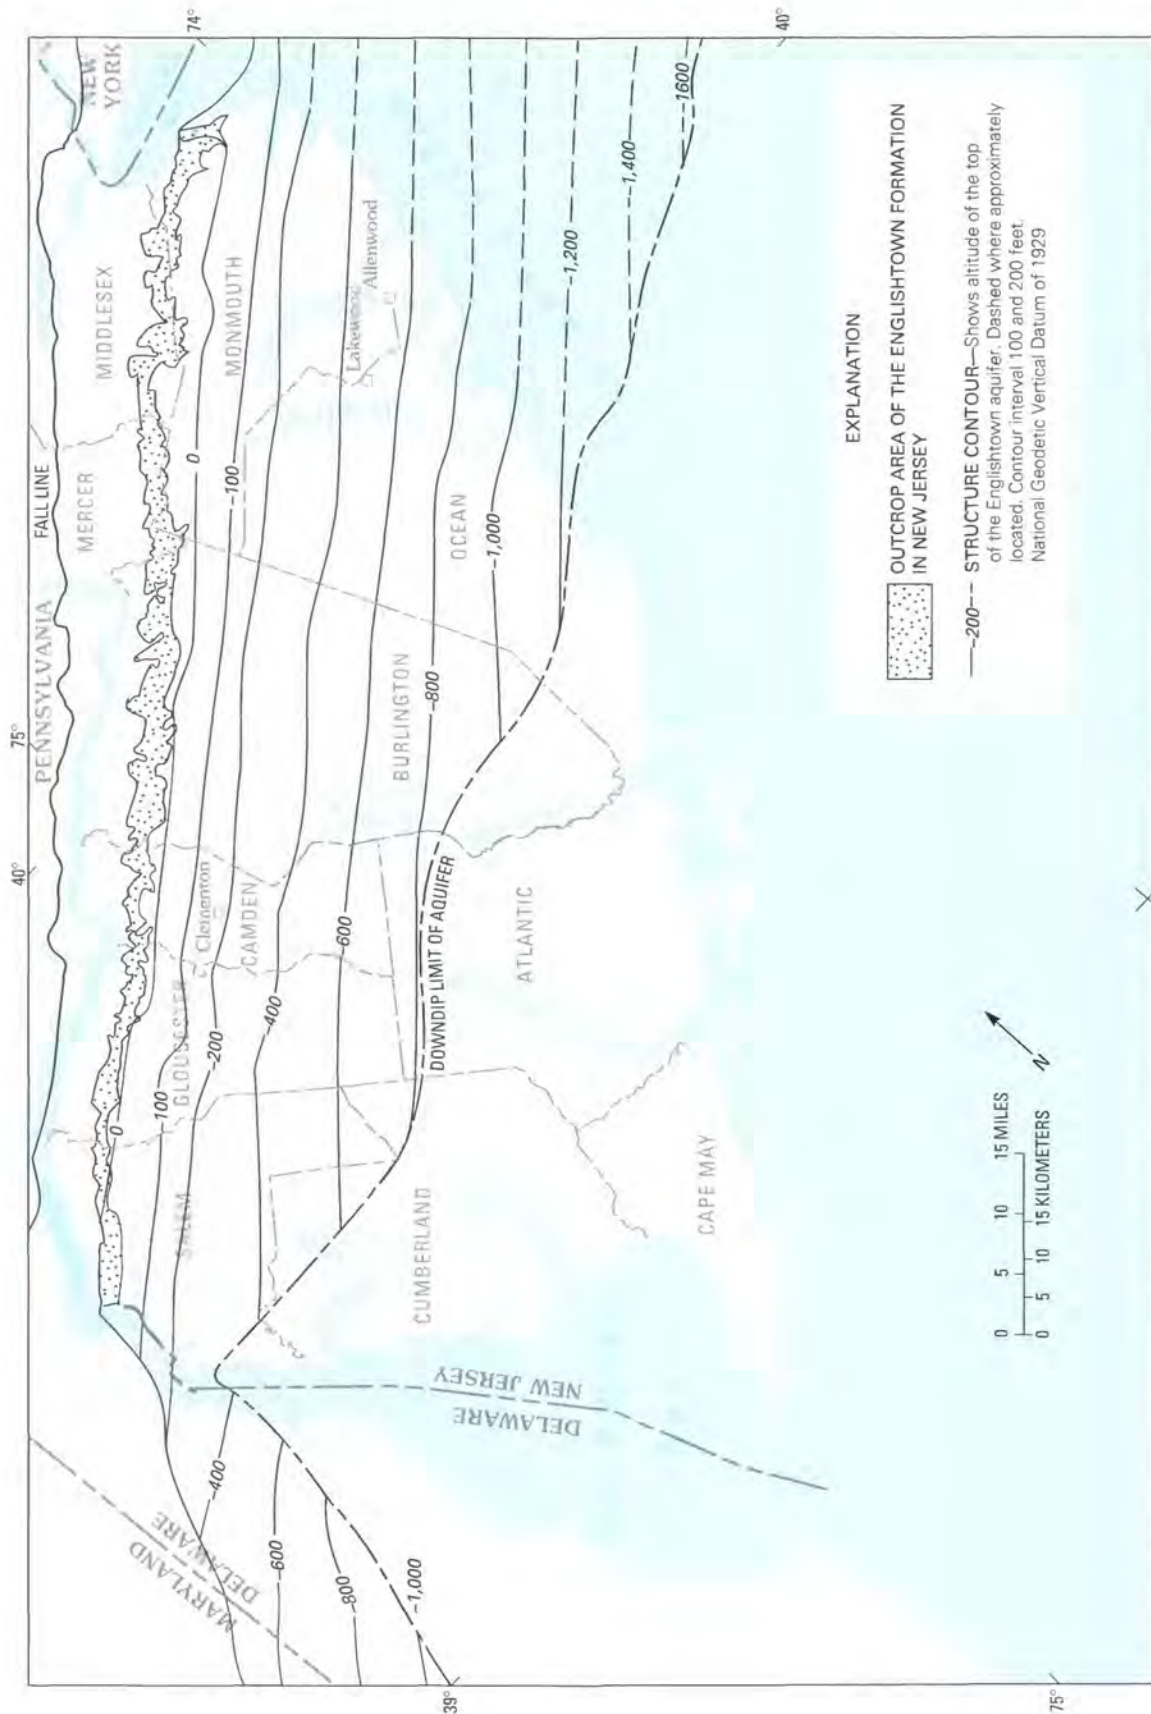 74°
40°
75°
40°
39°
75°
NEW
YORK
PENNSYLVANIA
FALL LINE
MIDDLESEX
MERCER
MONMOUTH
Lakewood
Allenwood
OCEAN
BURLINGTON
CAMDEN
Clementon
GLOUCESTER
SALEM
ATLANTIC
CUMBERLAND
CAPE MAY
NEW JERSEY
DELAWARE
MARYLAND
DELAWARE
DOWNDIP LIMIT OF AQUIFER
0
-100
-800
-1,000
-1,200
-1,400
-1600
0
100
-200
-400
-600
-400
-600
-800
-1,000
EXPLANATION
OUTCROP AREA OF THE ENGLISHTOWN FORMATION
IN NEW JERSEY
-200-- STRUCTURE CONTOUR—Shows altitude of the top
of the Englishtown aquifer. Dashed where approximately
located. Contour interval 100 and 200 feet.
National Geodetic Vertical Datum of 1929
N
0 5 10 15 MILES
0 5 10 15 KILOMETERS